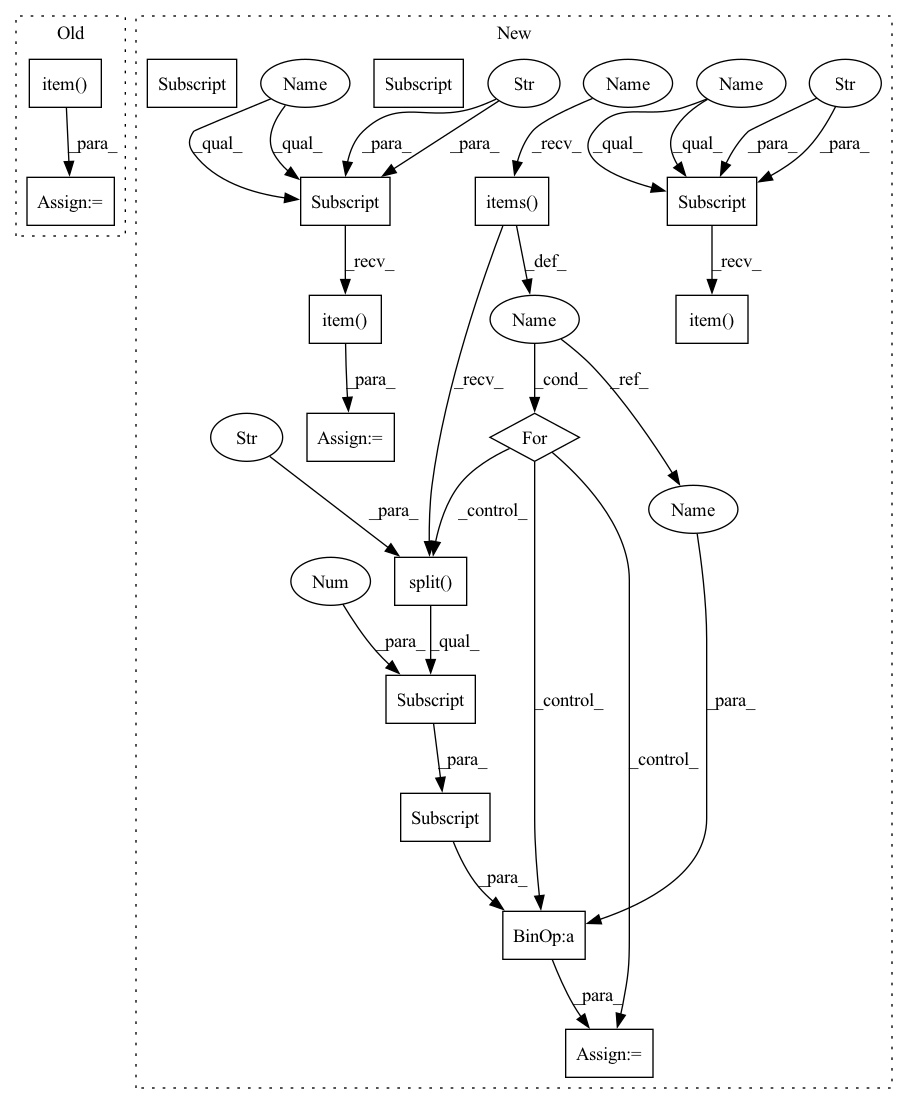 Old
New
item()
Subscript
Name
Subscript
Str
Name
Name
Str
_para_
_qual_
_qual_
_para_
_para_
_recv_
_qual_
_qual_
_para_
_para_
Assign:=
Subscript
items()
Subscript
_recv_
_def_
_recv_
item()
Name
item()
_para_
_recv_
_cond_
_ref_
Str
Assign:=
For
Name
_para_
_control_
Num
split()
_para_
_qual_
Subscript
_control_
_para_
_para_
_control_
Subscript
_para_
BinOp:a
_para_
Assign:=